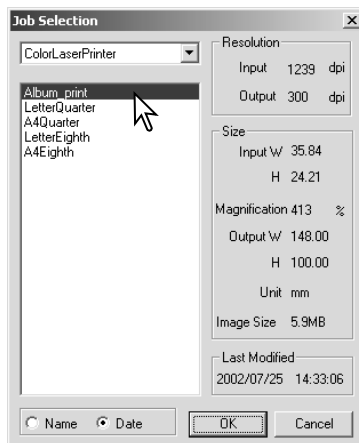 Job Selection
ColorLaserPrinter
Album_print
LetterQuarter
A4Quarter
LetterEighth
A4Eighth
Name Date
Resolution
Input 1239 dpi
Output 300 dpi
Size
Input W 35.84
H 24.21
Magnification 413 %
Output W 148.00
H 100.00
Unit mm
Image Size 5.9MB
Last Modified
2002/07/25 14:33:06
OK Cancel